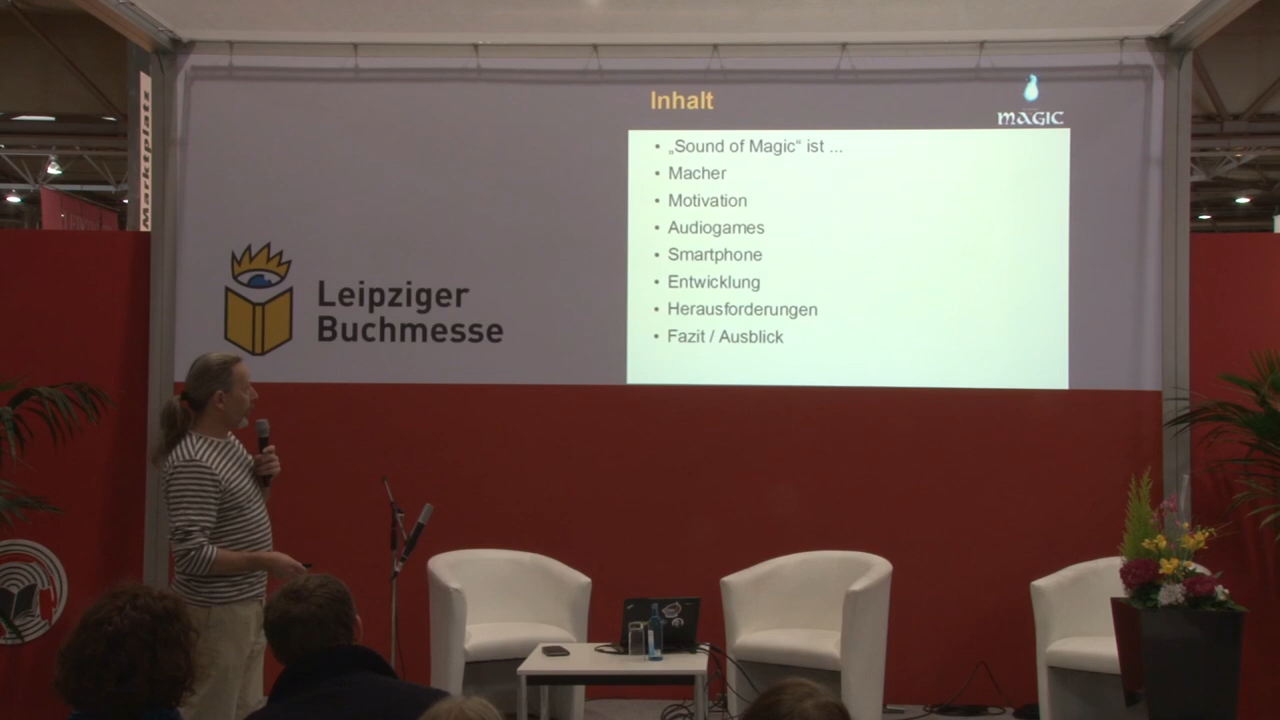 Marktplatz
Inhalt
MAGIC
• „Sound of Magic“ ist ...
• Macher
• Motivation
• Audiogames
• Smartphone
• Entwicklung
• Herausforderungen
• Fazit / Ausblick
Leipziger
Buchmesse